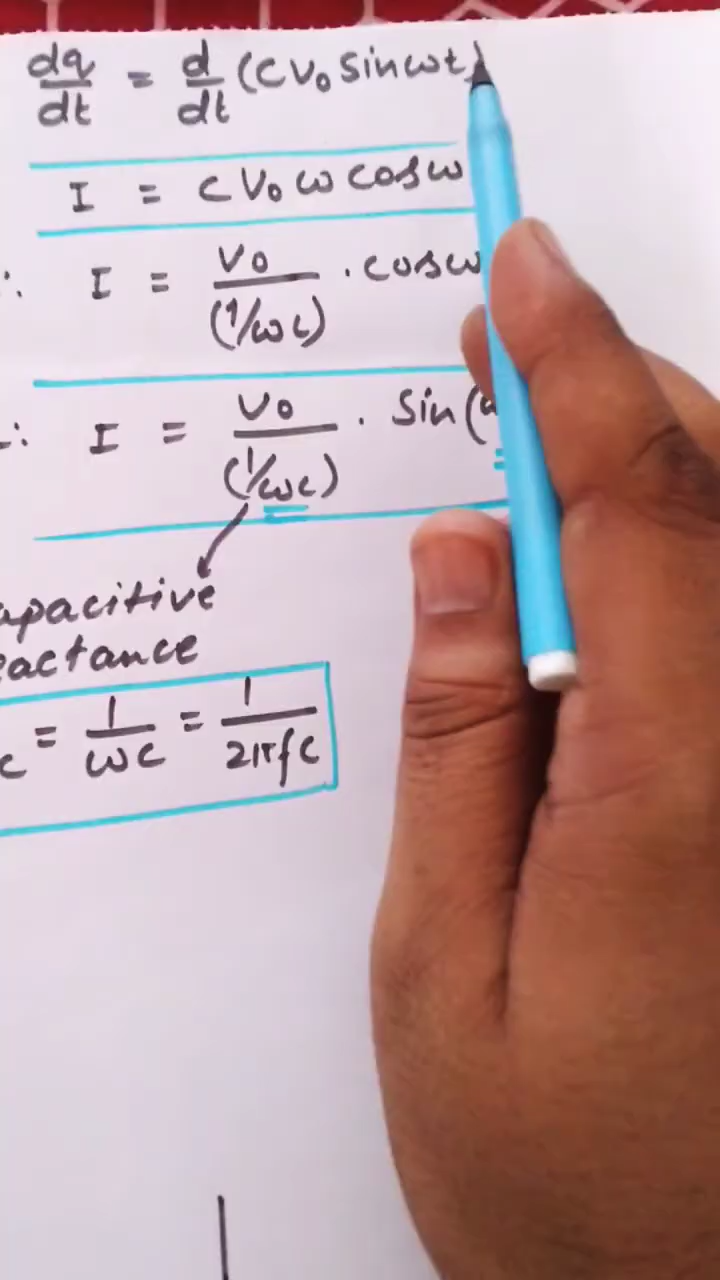 dq/dt = d/dt (CV₀ sinωt)
I = CV₀ω cosω
∴ I = V₀/(1/ωC) . cosω
∴ I = V₀/(1/ωC) . sin(
apacitive
eactance
c = 1/ωC = 1/2πfC